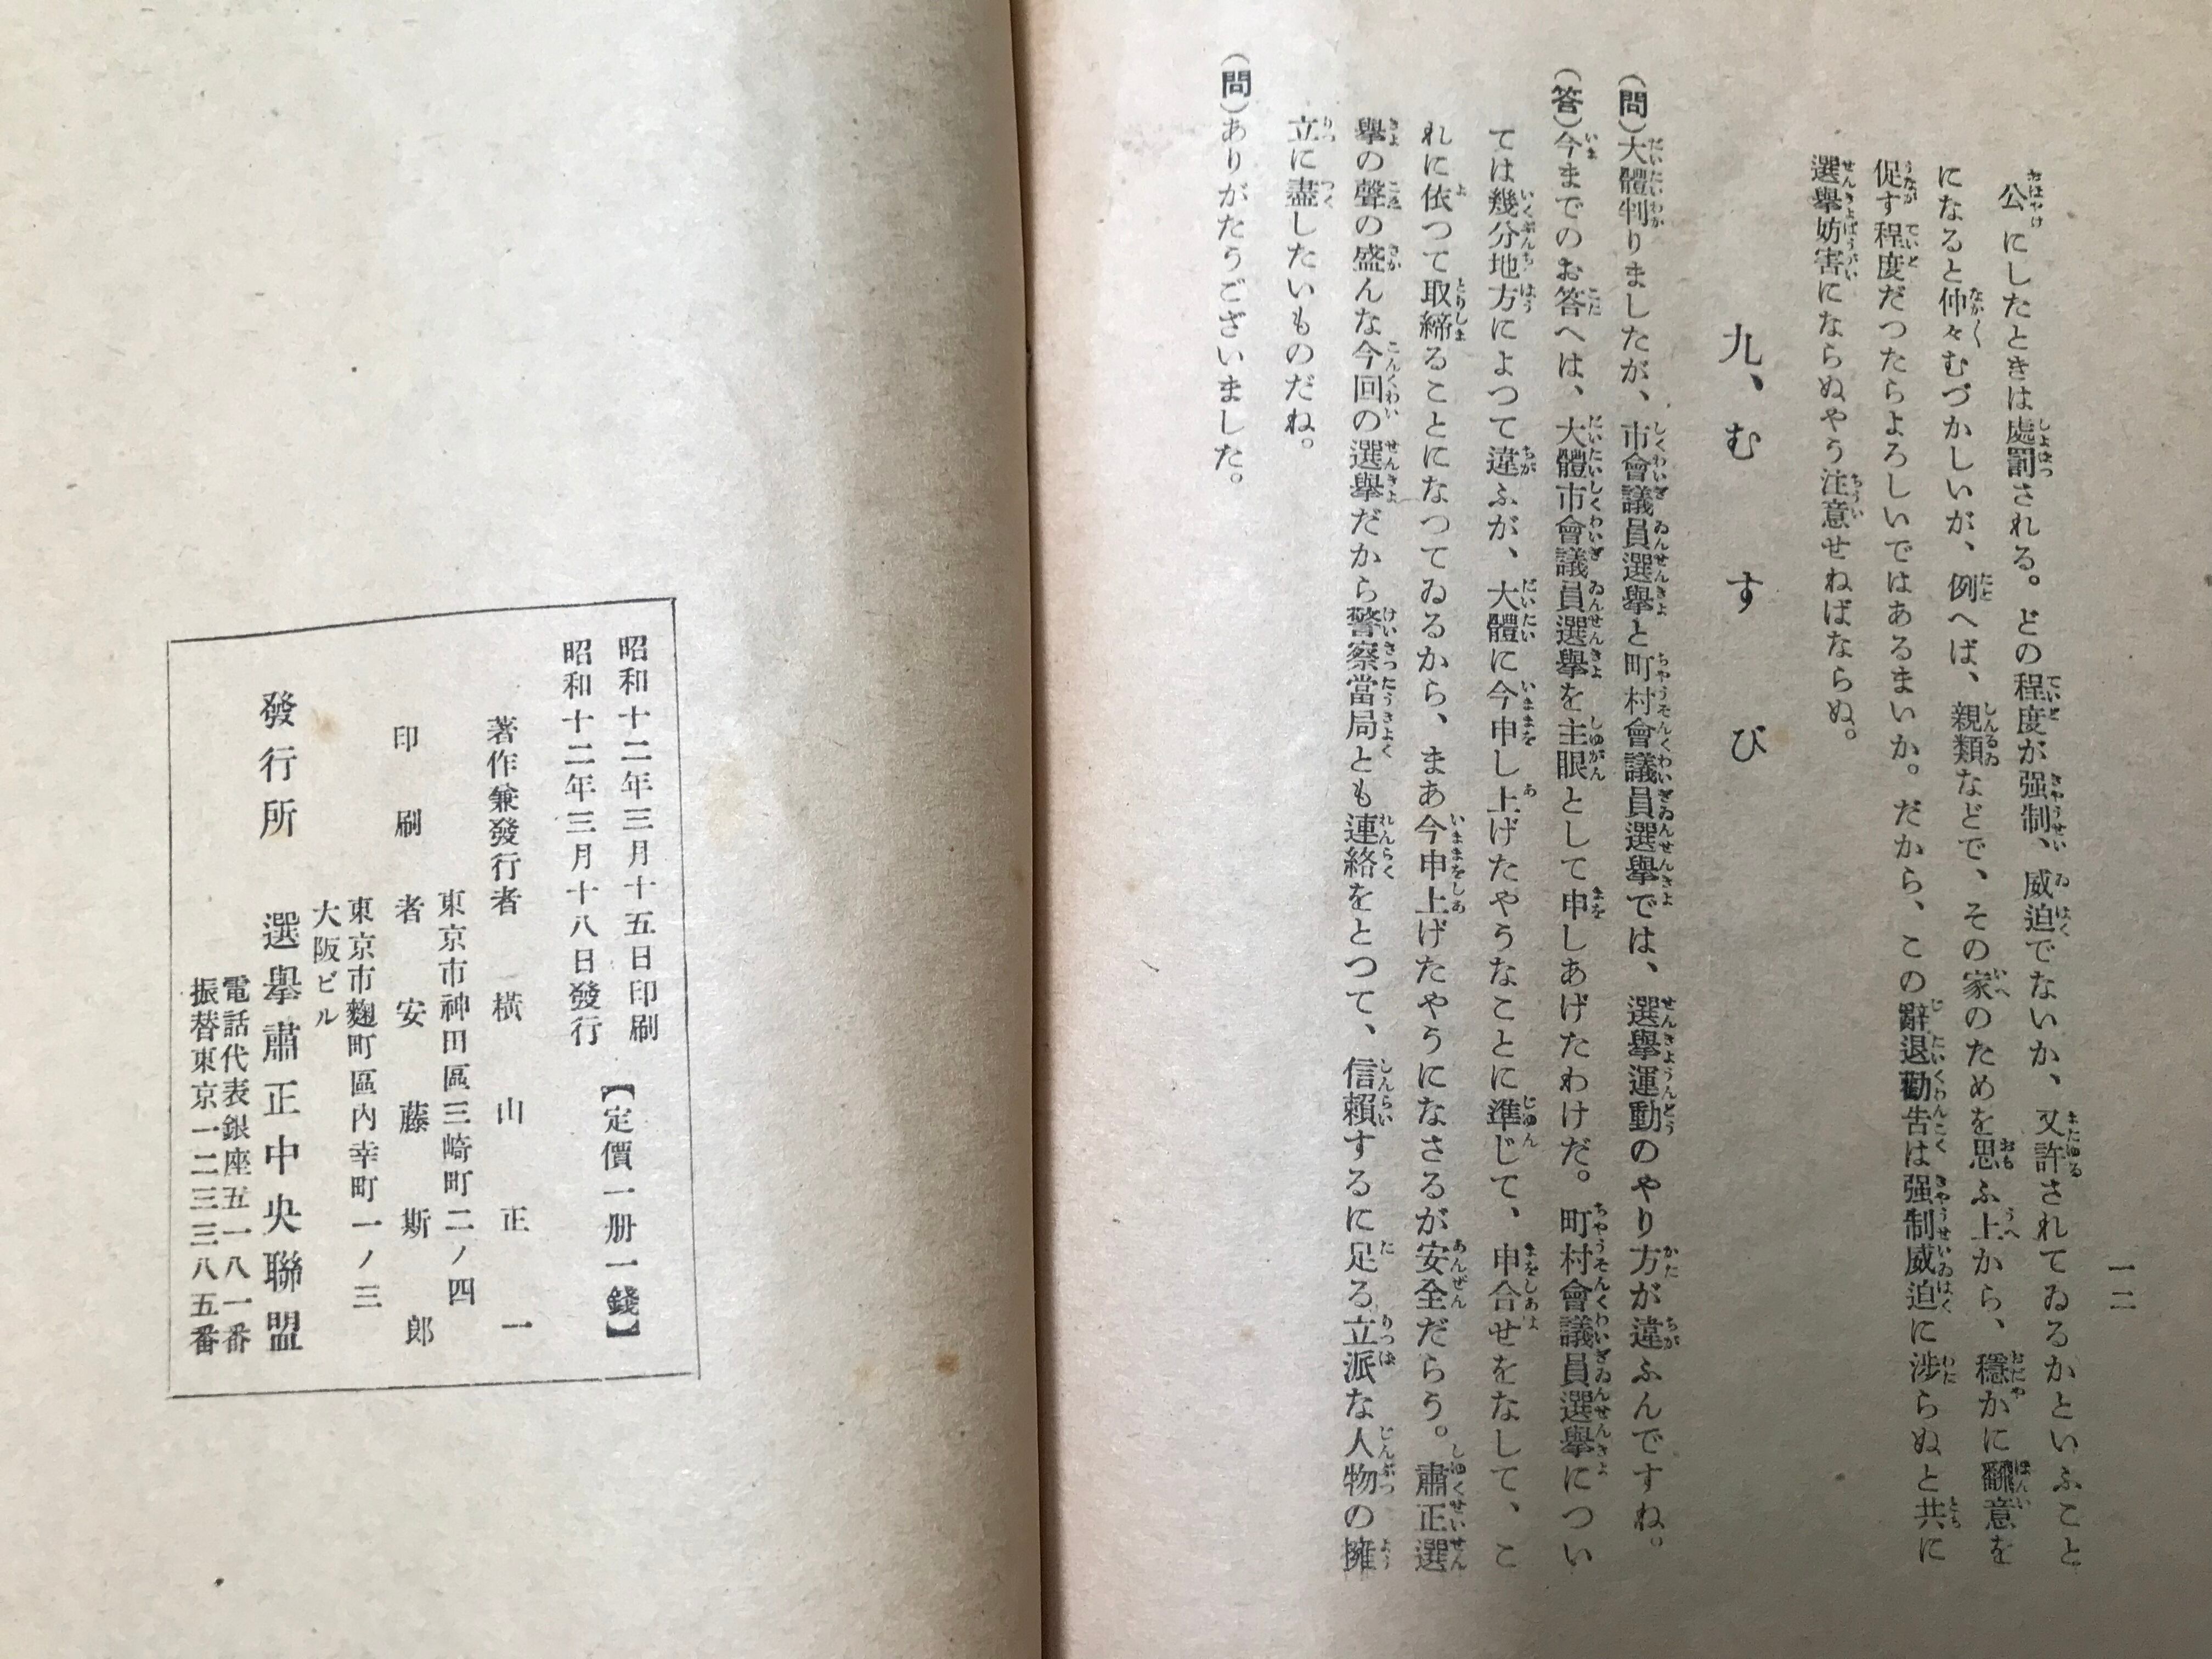 一二
公にしたときは處罰される。どの程度が强制、威迫でないか、又許されてゐるかといふこと
になると仲々むづかしいが、例へば、親類などで、その家のためを思ふ上から、穩かに飜意を
促す程度だつたらよろしいではあるまいか。だから、この辭退勸告は强制威迫に涉らぬと共に
選擧妨害にならぬやう注意せねばならぬ。
九、むすび
(問)大體判りましたが、市會議員選擧と町村會議員選擧では、選擧運動のやり方が違ふんですね。
(答)今までのお答へは、大體市會議員選擧を主眼として申しあげたわけだ。町村會議員選擧につい
ては幾分地方によつて違ふが、大體に今申し上げたやうなことに準じて、申合せをなして、こ
れに依つて取締ることになつてゐるから、まあ今申上げたやうになさるが安全だらう。肅正選
擧の聲の盛んな今回の選擧だから警察當局とも連絡をとつて、信賴するに足る立派な人物の擁
立に盡したいものだね。
(問)ありがたうございました。
昭和十二年三月十五日印刷
昭和十二年三月十八日發行
【定價一册一錢】
著作兼發行者 橫山正一
東京市神田區三崎町二ノ四
印刷者 安藤斯郎
東京市麴町區內幸町一ノ三
大阪ビル
發行所 選擧肅正中央聯盟
電話代表銀座五一八一番
振替東京一二三三八五番